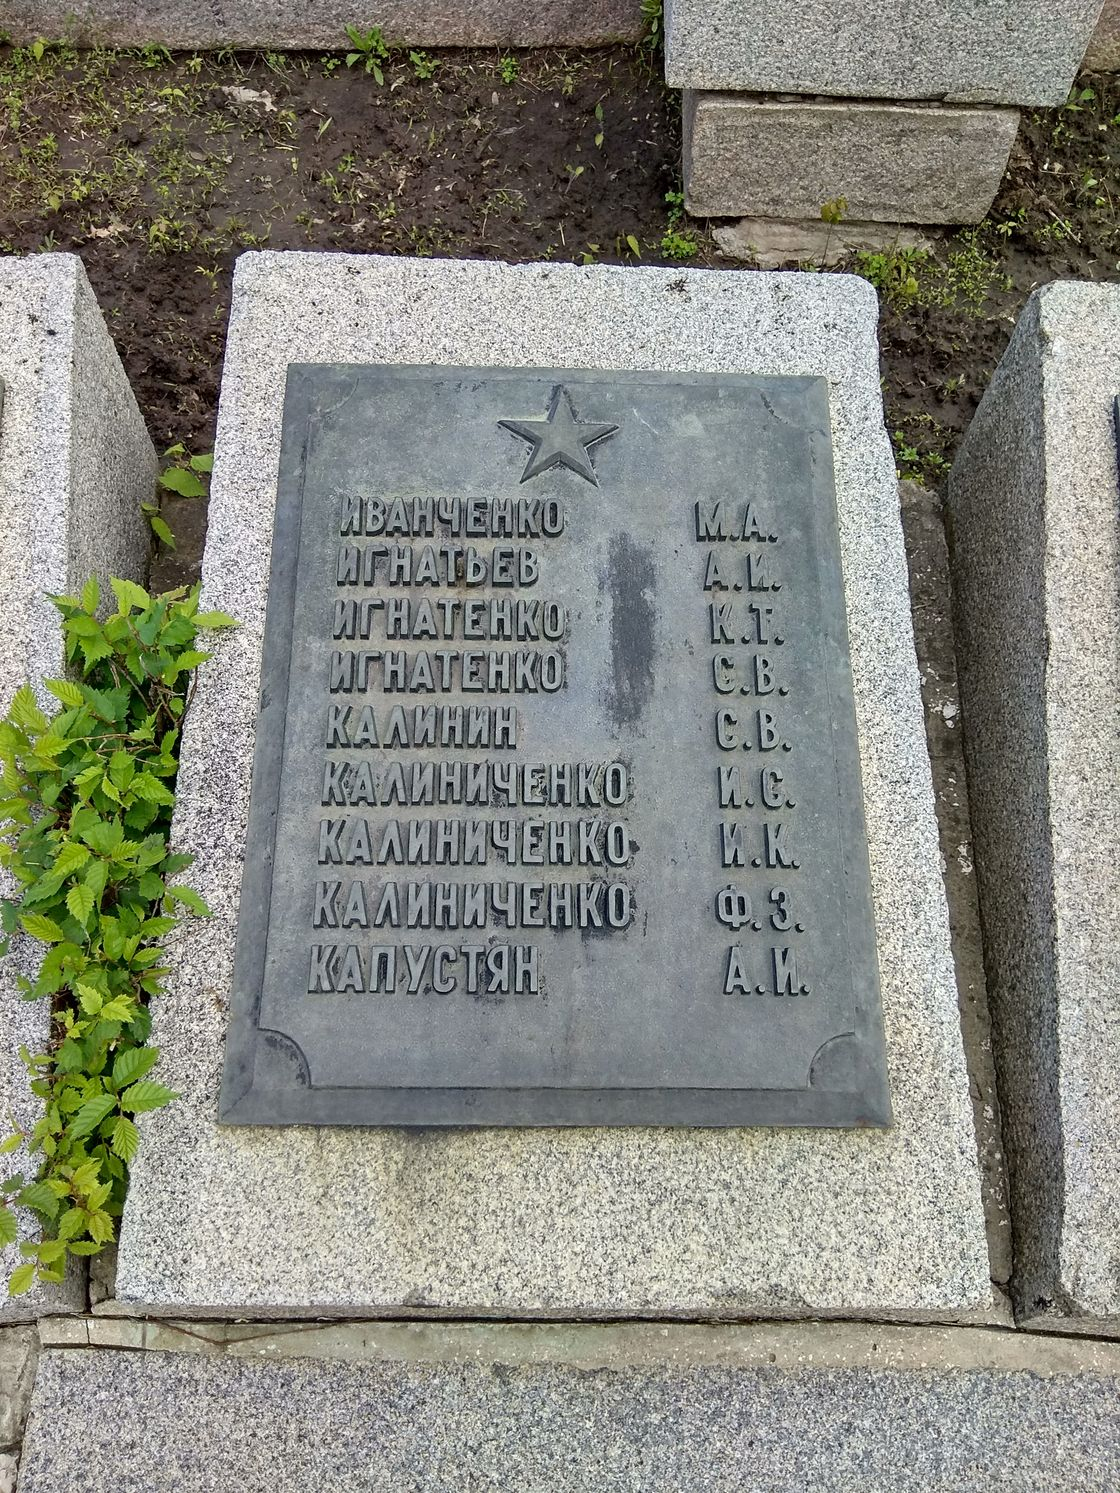 ИВАНЧЕНКО М.А.
ИГНАТЬЕВ А.И.
ИГНАТЕНКО К.Т.
ИГНАТЕНКО С.В.
КАЛИНИН С.В.
КАЛИНИЧЕНКО И.С.
КАЛИНИЧЕНКО И.К.
КАЛИНИЧЕНКО Ф.З.
КАПУСТЯН А.И.